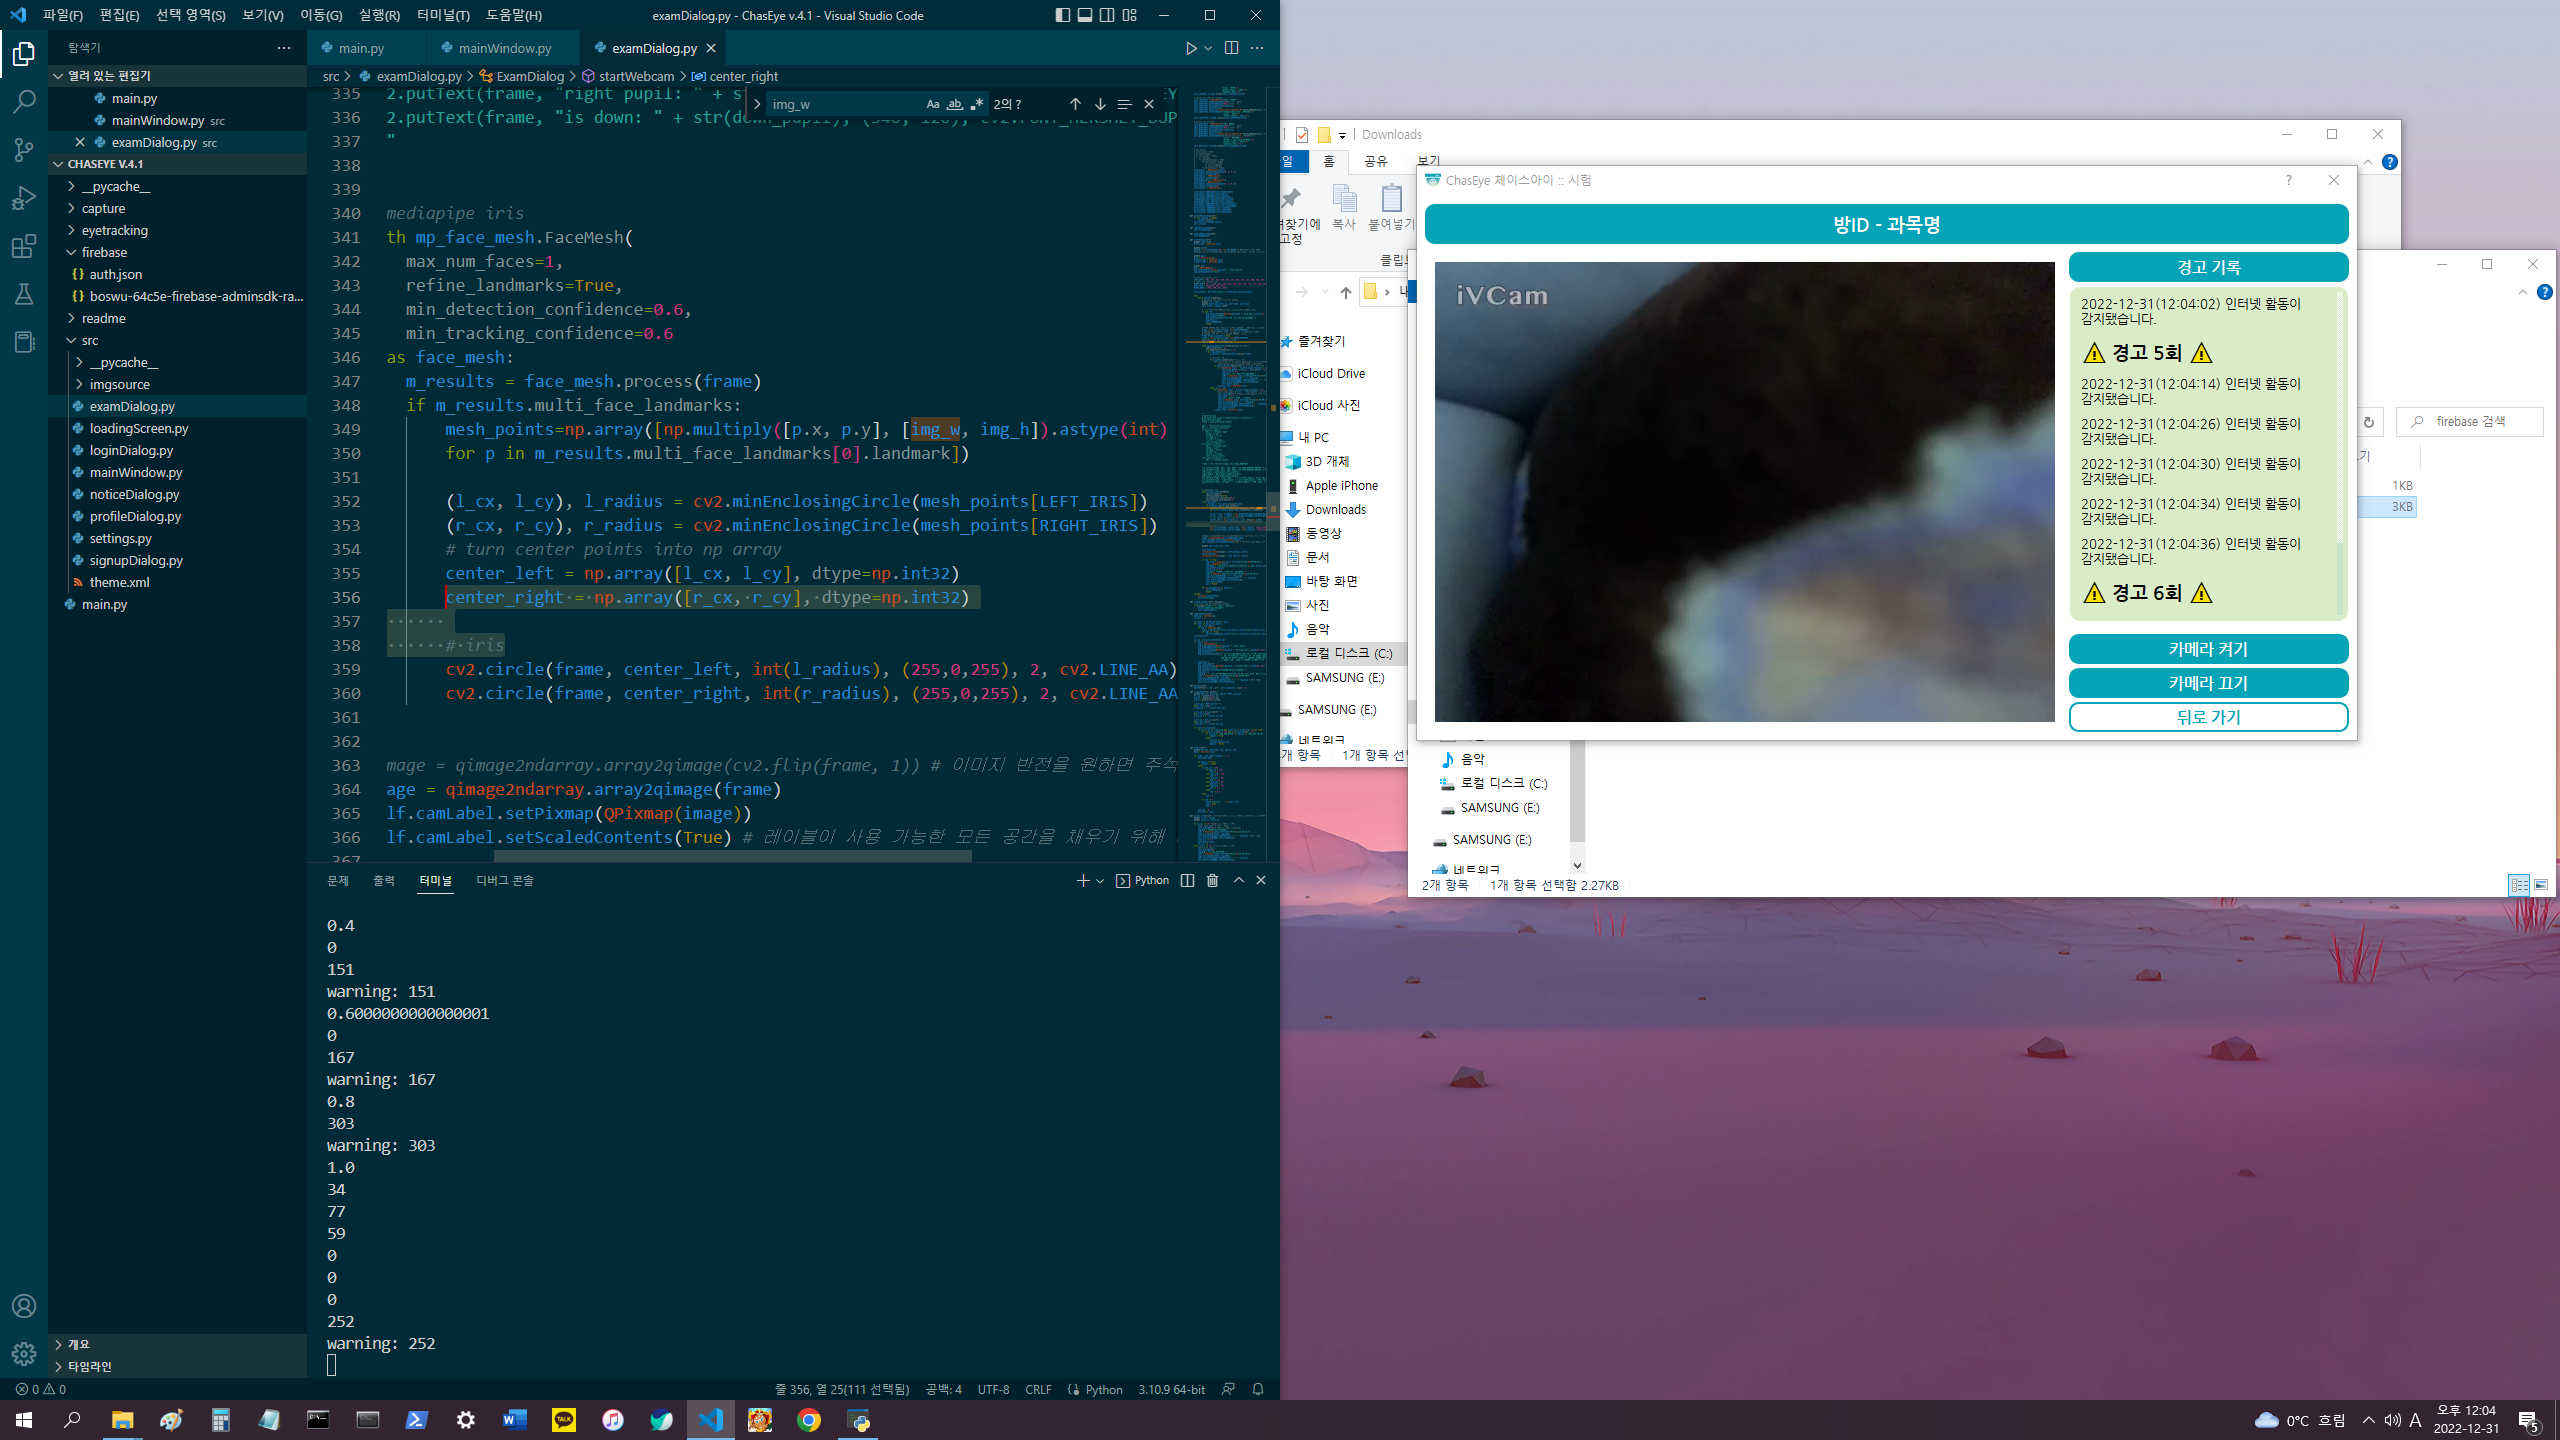 파일(F) 편집(E) 선택 영역(S) 보기(V) 이동(G) 실행(R) 터미널(T) 도움말(H)
examDialog.py - ChasEye v.4.1 - Visual Studio Code
탐색기
열려 있는 편집기
main.py
mainWindow.py src
examDialog.py src
CHASEYE V.4.1
__pycache__
capture
eyetracking
firebase
auth.json
boswu-64c5e-firebase-adminsdk-ra...
readme
src
__pycache__
imgsource
examDialog.py
loadingScreen.py
loginDialog.py
mainWindow.py
noticeDialog.py
profileDialog.py
settings.py
signupDialog.py
theme.xml
main.py
개요
타임라인
main.py mainWindow.py examDialog.py
src examDialog.py ExamDialog startWebcam center_right
img_w Aa ab 2의 ?
335 2.putText(frame, "right pupil: " + st
336 2.putText(frame, "is down: " + str(down_pupil), (540, 120), cv2.FONT_HERSHEY_DUP
337 "
338
339
340 mediapipe iris
341 th mp_face_mesh.FaceMesh(
342 max_num_faces=1,
343 refine_landmarks=True,
344 min_detection_confidence=0.6,
345 min_tracking_confidence=0.6
346 as face_mesh:
347 m_results = face_mesh.process(frame)
348 if m_results.multi_face_landmarks:
349 mesh_points=np.array([np.multiply([p.x, p.y], [img_w, img_h]).astype(int)
350 for p in m_results.multi_face_landmarks[0].landmark])
351
352 (l_cx, l_cy), l_radius = cv2.minEnclosingCircle(mesh_points[LEFT_IRIS])
353 (r_cx, r_cy), r_radius = cv2.minEnclosingCircle(mesh_points[RIGHT_IRIS])
354 # turn center points into np array
355 center_left = np.array([l_cx, l_cy], dtype=np.int32)
356 center_right = np.array([r_cx, r_cy], dtype=np.int32)
357
358 # iris
359 cv2.circle(frame, center_left, int(l_radius), (255,0,255), 2, cv2.LINE_AA)
360 cv2.circle(frame, center_right, int(r_radius), (255,0,255), 2, cv2.LINE_AA
361
362
363 mage = qimage2ndarray.array2qimage(cv2.flip(frame, 1)) # 이미지 반전을 원하면 주석
364 age = qimage2ndarray.array2qimage(frame)
365 lf.camLabel.setPixmap(QPixmap(image))
366 lf.camLabel.setScaledContents(True) # 레이블이 사용 가능한 모든 공간을 채우기 위해
367
문제 출력 터미널 디버그 콘솔
Python
0.4
0
151
warning: 151
0.6000000000000001
0
167
warning: 167
0.8
303
warning: 303
1.0
34
77
59
0
0
0
252
warning: 252
0 0
줄 356, 열 25(111 선택됨) 공백: 4 UTF-8 CRLF Python 3.10.9 64-bit
Downloads
일 홈 공유 보기
복사 붙여넣기
고정
클립
즐겨찾기
iCloud Drive
iCloud 사진
내 PC
3D 개체
Apple iPhone
Downloads
동영상
문서
바탕 화면
사진
음악
로컬 디스크 (C:)
SAMSUNG (E:)
SAMSUNG (E:)
네트워크
개 항목 1개 항목 선
ChasEye 체이스아이 :: 시험
방ID - 과목명
iVCam
경고 기록
2022-12-31(12:04:02) 인터넷 활동이
감지됐습니다.
경고 5회
2022-12-31(12:04:14) 인터넷 활동이
감지됐습니다.
2022-12-31(12:04:26) 인터넷 활동이
감지됐습니다.
2022-12-31(12:04:30) 인터넷 활동이
감지됐습니다.
2022-12-31(12:04:34) 인터넷 활동이
감지됐습니다.
2022-12-31(12:04:36) 인터넷 활동이
감지됐습니다.
경고 6회
카메라 켜기
카메라 끄기
뒤로 가기
firebase 검색
기
1KB
3KB
음악
로컬 디스크 (C:)
SAMSUNG (E:)
SAMSUNG (E:)
네트워크
2개 항목 1개 항목 선택함 2.27KB
TALK
0°C 흐림 A
오후 12:04
2022-12-31
5